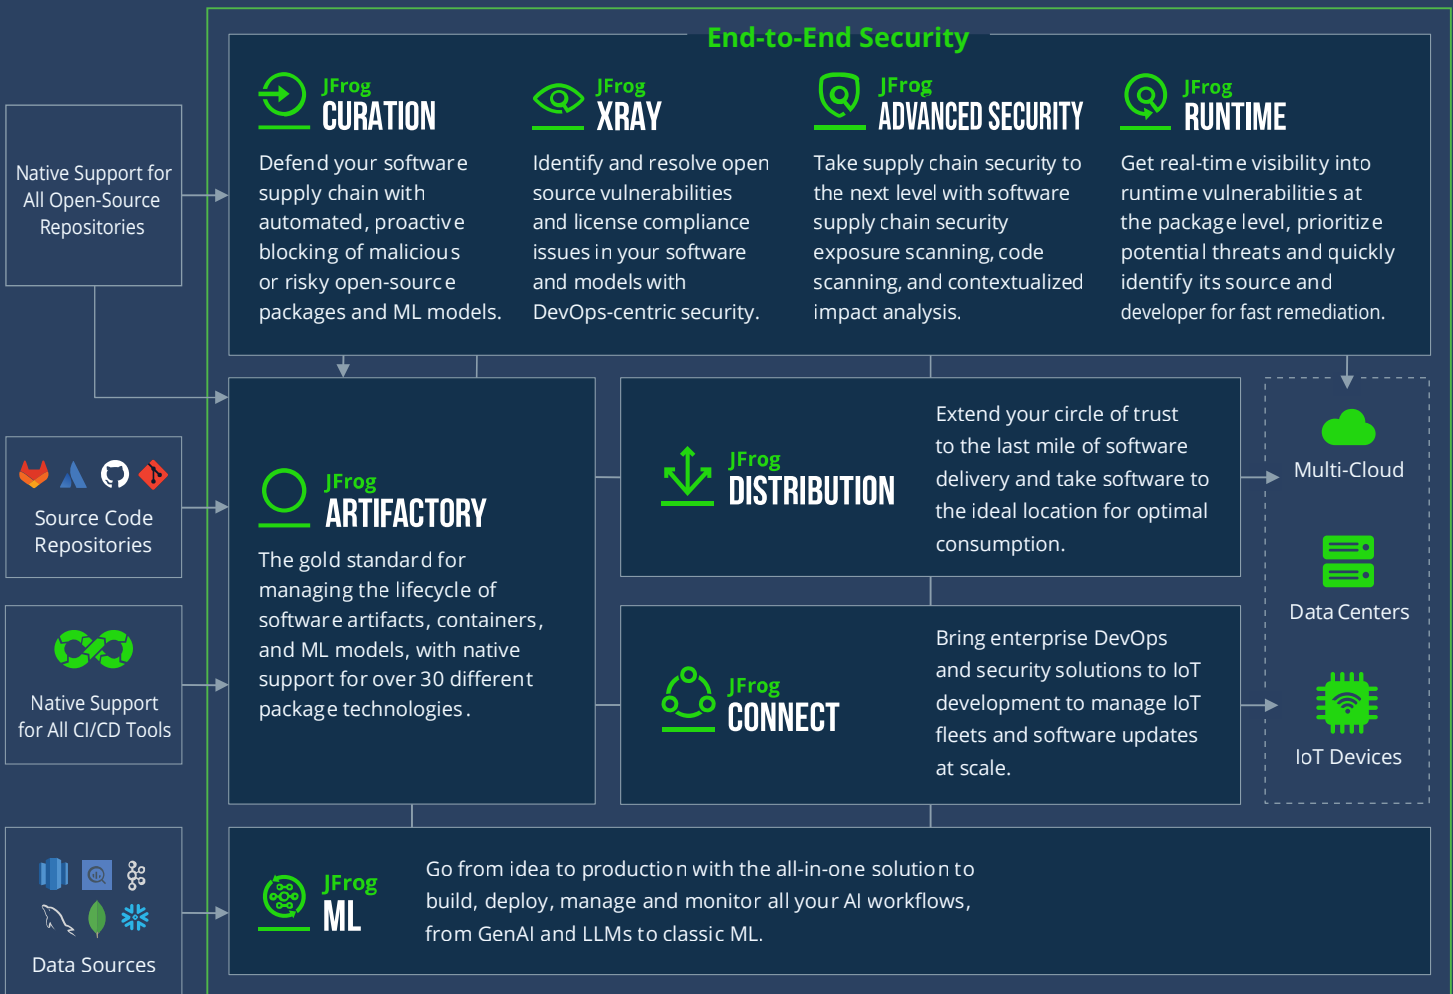 End-to-End Security
JFrog
CURATION
Defend your software
supply chain with
automated, proactive
blocking of malicious
or risky open-source
packages and ML models.
JFrog
XRAY
Identify and resolve open
source vulnerabilities
and license compliance
issues in your software
and models with
DevOps-centric security.
JFrog
ADVANCED SECURITY
Take supply chain security to
the next level with software
supply chain security
exposure scanning, code
scanning, and contextualized
impact analysis.
JFrog
RUNTIME
Get real-time visibility into
runtime vulnerabilities at
the package level, prioritize
potential threats and quickly
identify its source and
developer for fast remediation.
Native Support for
All Open-Source
Repositories
Source Code
Repositories
Native Support
for All CI/CD Tools
Data Sources
JFrog
ARTIFACTORY
The gold standard for
managing the lifecycle of
software artifacts, containers,
and ML models, with native
support for over 30 different
package technologies.
JFrog
DISTRIBUTION
Extend your circle of trust
to the last mile of software
delivery and take software to
the ideal location for optimal
consumption.
JFrog
CONNECT
Bring enterprise DevOps
and security solutions to IoT
development to manage IoT
fleets and software updates
at scale.
Multi-Cloud
Data Centers
IoT Devices
JFrog
ML
Go from idea to production with the all-in-one solution to
build, deploy, manage and monitor all your AI workflows,
from GenAI and LLMs to classic ML.